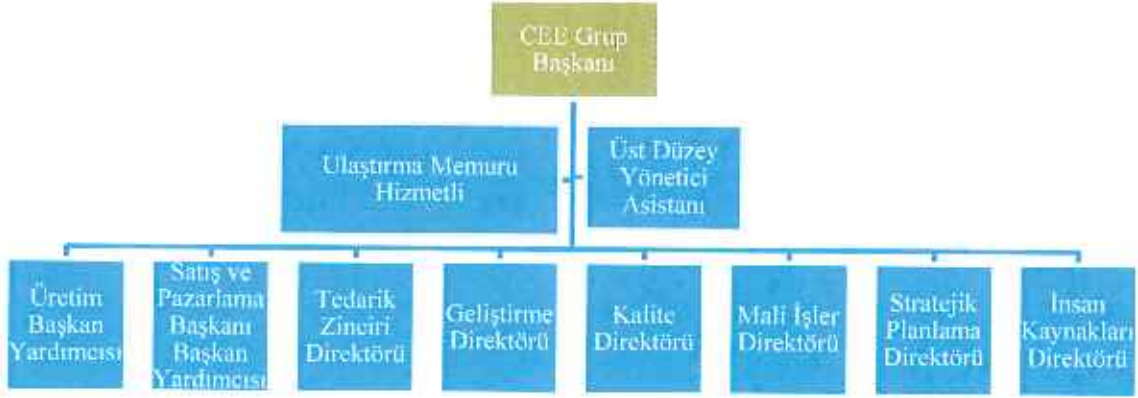 CEE Grup
Başkanı
Ulaştırma Memuru
Hizmetli
Üst Düzey
Yönetici
Asistanı
Üretim
Başkan
Yardımcısı
Satış ve
Pazarlama
Başkanı
Başkan
Yardımcısı
Tedarik
Zinciri
Direktörü
Geliştirme
Direktörü
Kalite
Direktörü
Mali İşler
Direktörü
Stratejik
Planlama
Direktörü
İnsan
Kaynakları
Direktörü